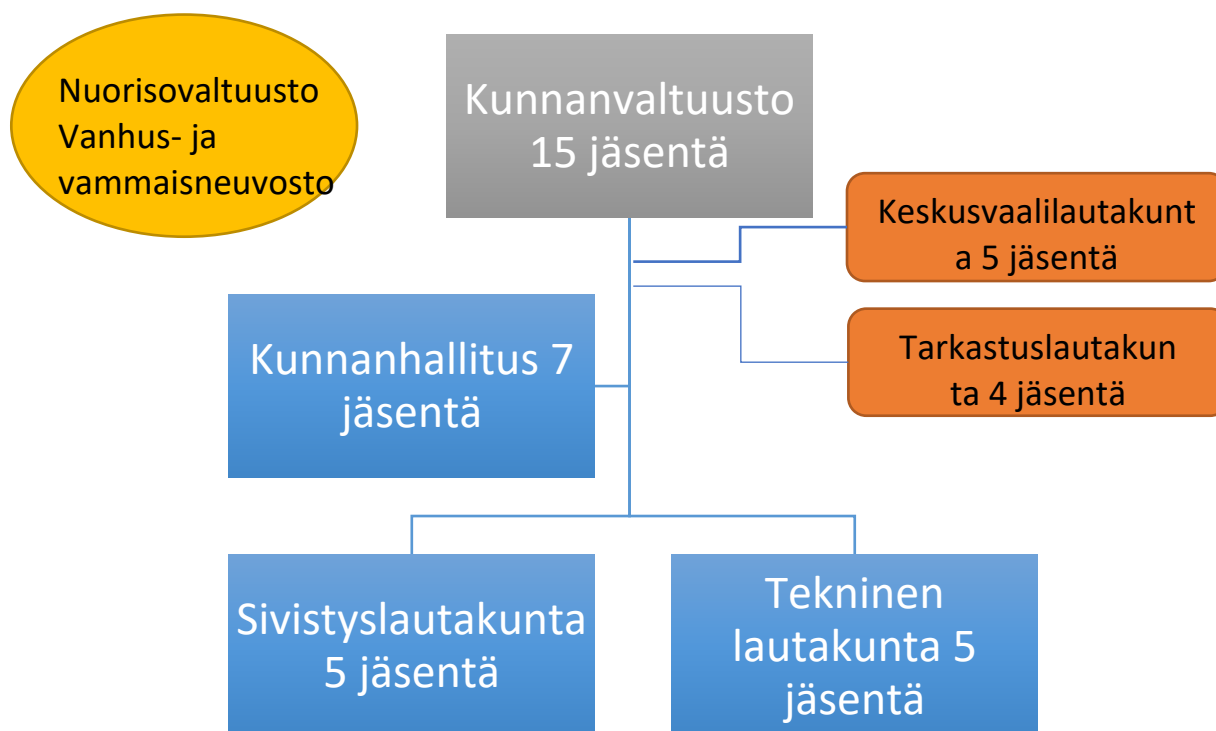 Nuorisovaltuusto
Vanhus- ja
vammaisneuvosto
Kunnanvaltuusto
15 jäsentä
Keskusvaalilautakunt
a 5 jäsentä
Tarkastuslautakun
ta 4 jäsentä
Kunnanhallitus 7
jäsentä
Sivistyslautakunta
5 jäsentä
Tekninen
lautakunta 5
jäsentä